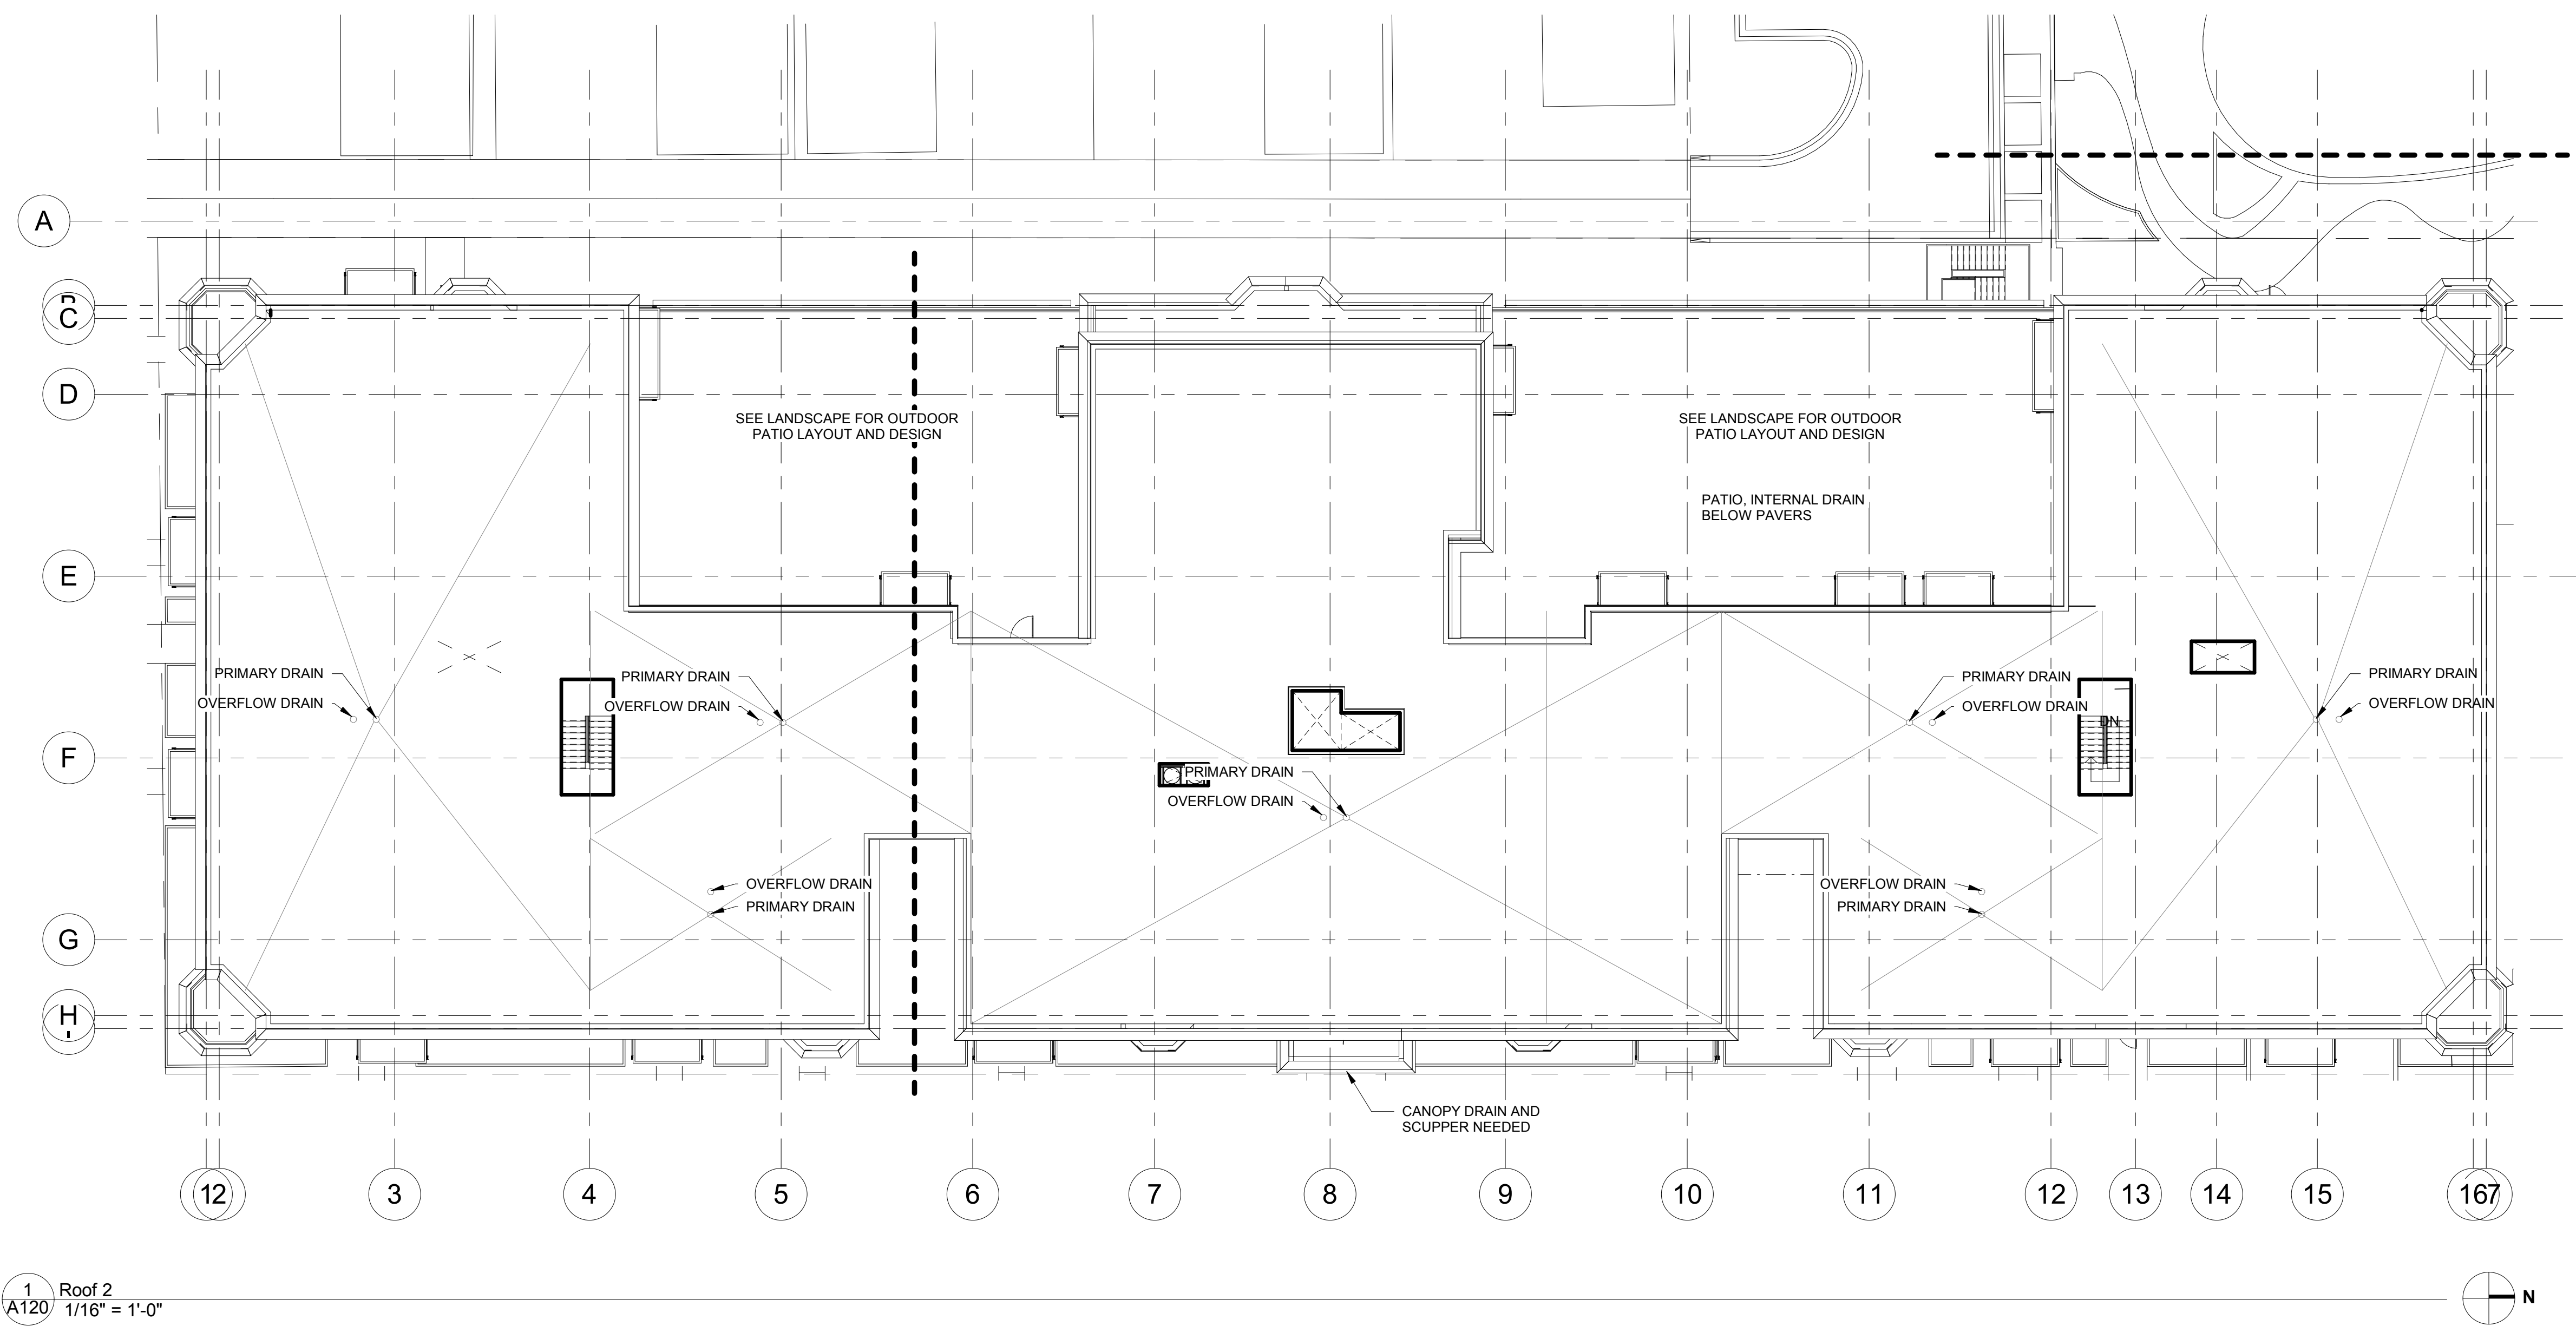 A
C
D
SEE LANDSCAPE FOR OUTDOOR
PATIO LAYOUT AND DESIGN
SEE LANDSCAPE FOR OUTDOOR
PATIO LAYOUT AND DESIGN
PATIO, INTERNAL DRAIN
BELOW PAVERS
E
PRIMARY DRAIN
OVERFLOW DRAIN
PRIMARY DRAIN
OVERFLOW DRAIN
PRIMARY DRAIN
OVERFLOW DRAIN
DN
PRIMARY DRAIN
OVERFLOW DRAIN
F
PRIMARY DRAIN
OVERFLOW DRAIN
OVERFLOW DRAIN
PRIMARY DRAIN
OVERFLOW DRAIN
PRIMARY DRAIN
G
H
CANOPY DRAIN AND
SCUPPER NEEDED
1 2 3 4 5 6 7 8 9 10 11 12 13 14 15 16 7
1
A120
Roof 2
1/16" = 1'-0"
N